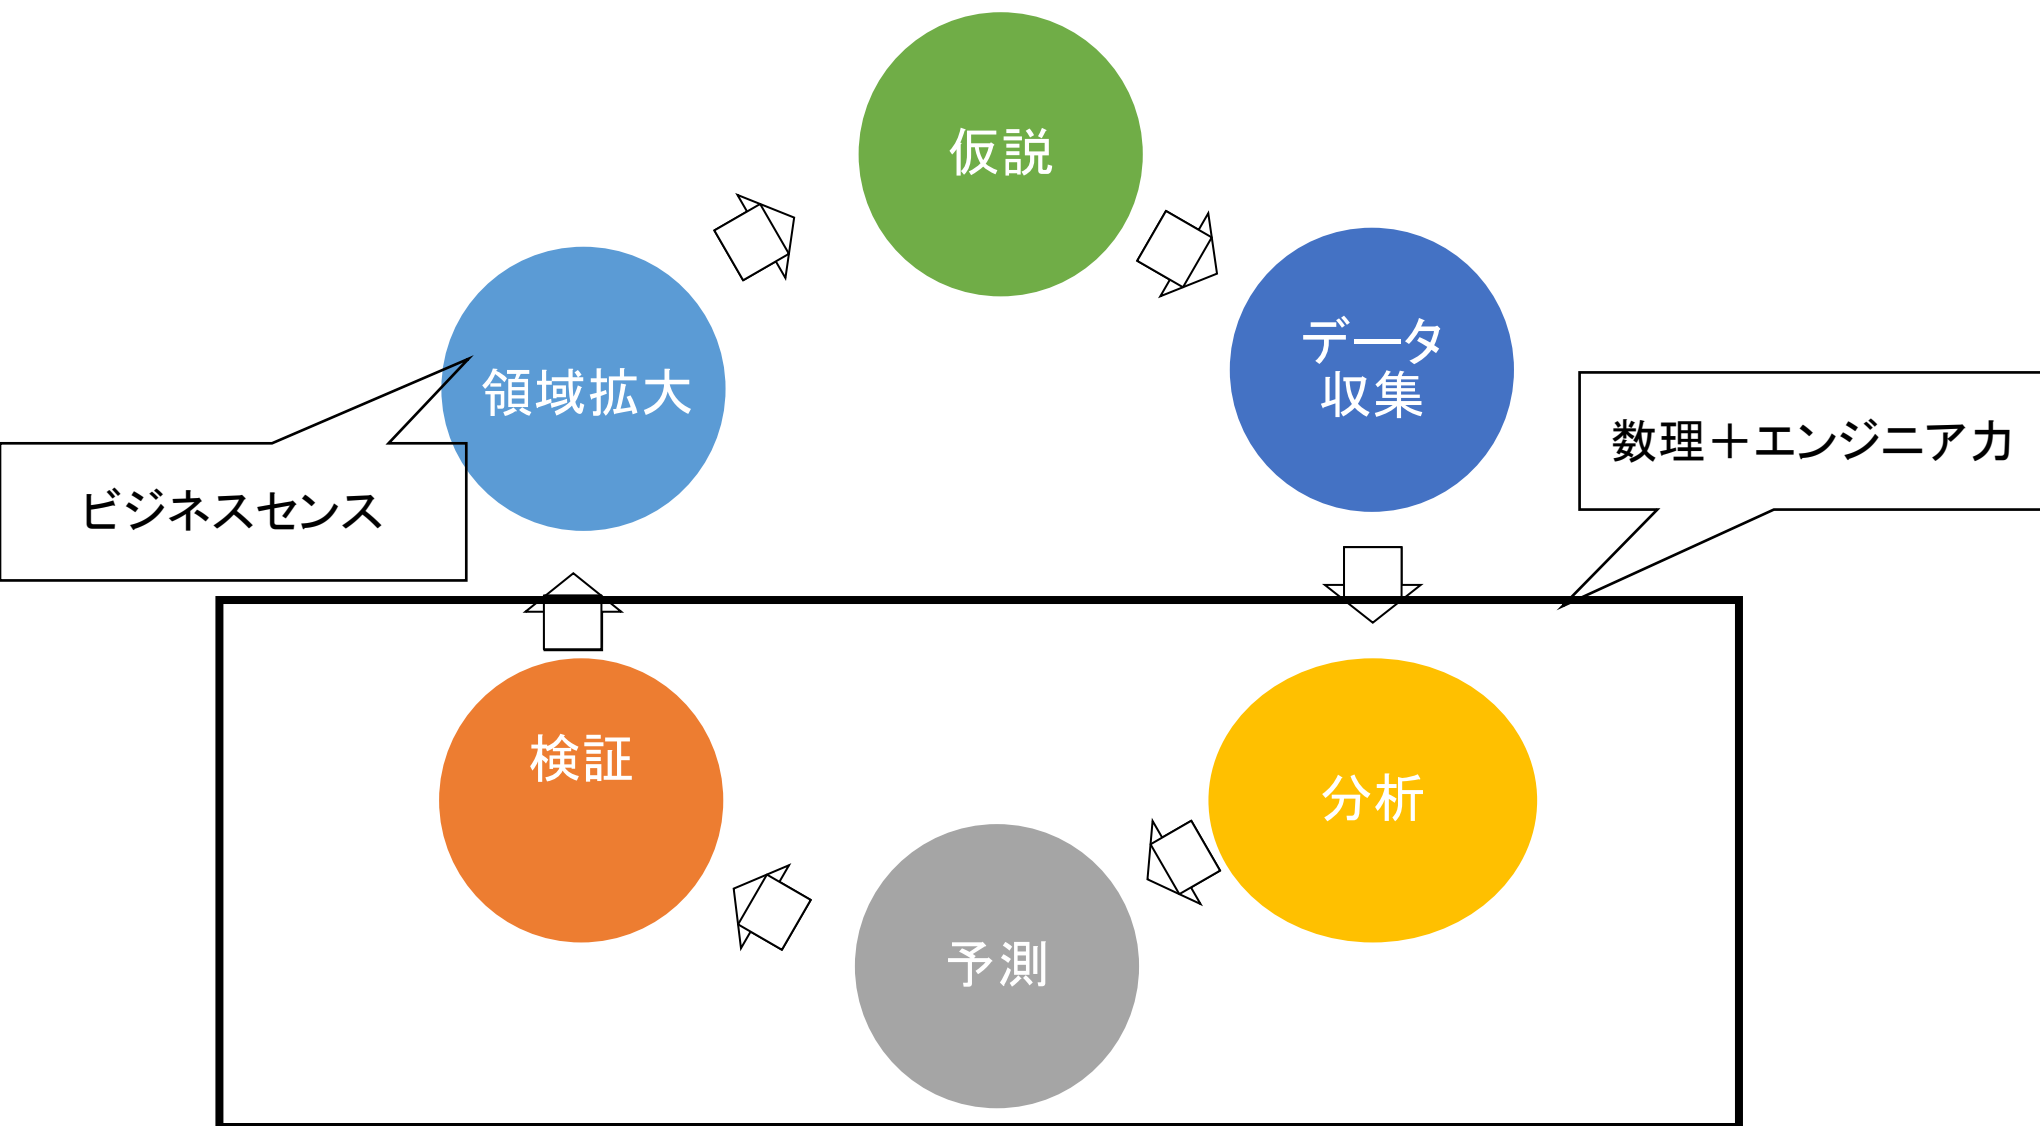 仮説
データ
収集
領域拡大
数理＋エンジニア力
ビジネスセンス
検証
分析
予測